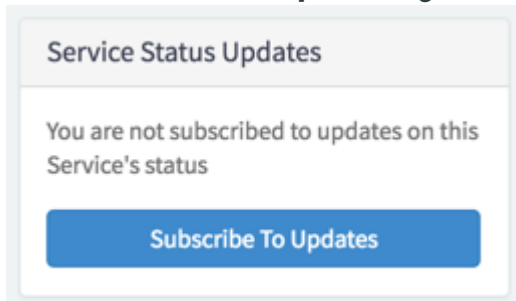 Service Status Updates
You are not subscribed to updates on this
Service's status
Subscribe To Updates